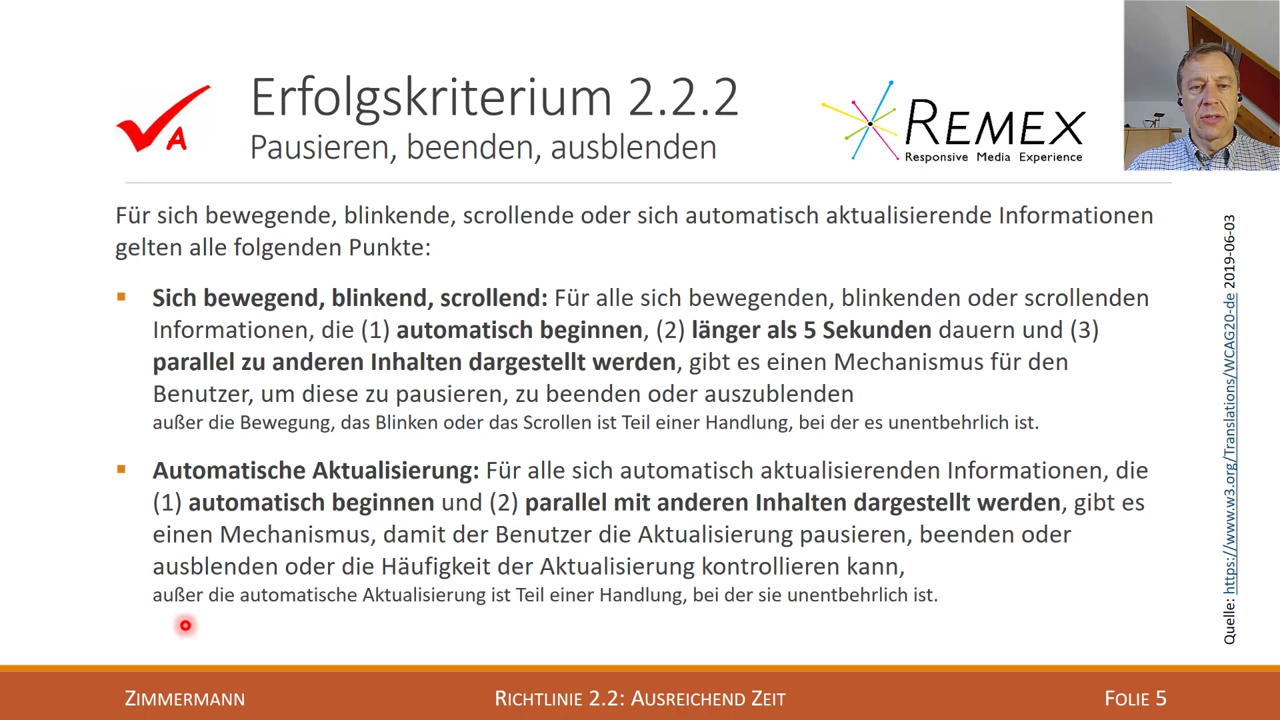 A
Erfolgskriterium 2.2.2
Pausieren, beenden, ausblenden
REMEX
Responsive Media Experience
Für sich bewegende, blinkende, scrollende oder sich automatisch aktualisierende Informationen
gelten alle folgenden Punkte:
▪ Sich bewegend, blinkend, scrollend: Für alle sich bewegenden, blinkenden oder scrollenden
Informationen, die (1) automatisch beginnen, (2) länger als 5 Sekunden dauern und (3)
parallel zu anderen Inhalten dargestellt werden, gibt es einen Mechanismus für den
Benutzer, um diese zu pausieren, zu beenden oder auszublenden
außer die Bewegung, das Blinken oder das Scrollen ist Teil einer Handlung, bei der es unentbehrlich ist.
▪ Automatische Aktualisierung: Für alle sich automatisch aktualisierenden Informationen, die
(1) automatisch beginnen und (2) parallel mit anderen Inhalten dargestellt werden, gibt es
einen Mechanismus, damit der Benutzer die Aktualisierung pausieren, beenden oder
ausblenden oder die Häufigkeit der Aktualisierung kontrollieren kann,
außer die automatische Aktualisierung ist Teil einer Handlung, bei der sie unentbehrlich ist.
Quelle: https://www.w3.org/Translations/WCAG20-de 2019-06-03
ZIMMERMANN
RICHTLINIE 2.2: AUSREICHEND ZEIT
FOLIE 5